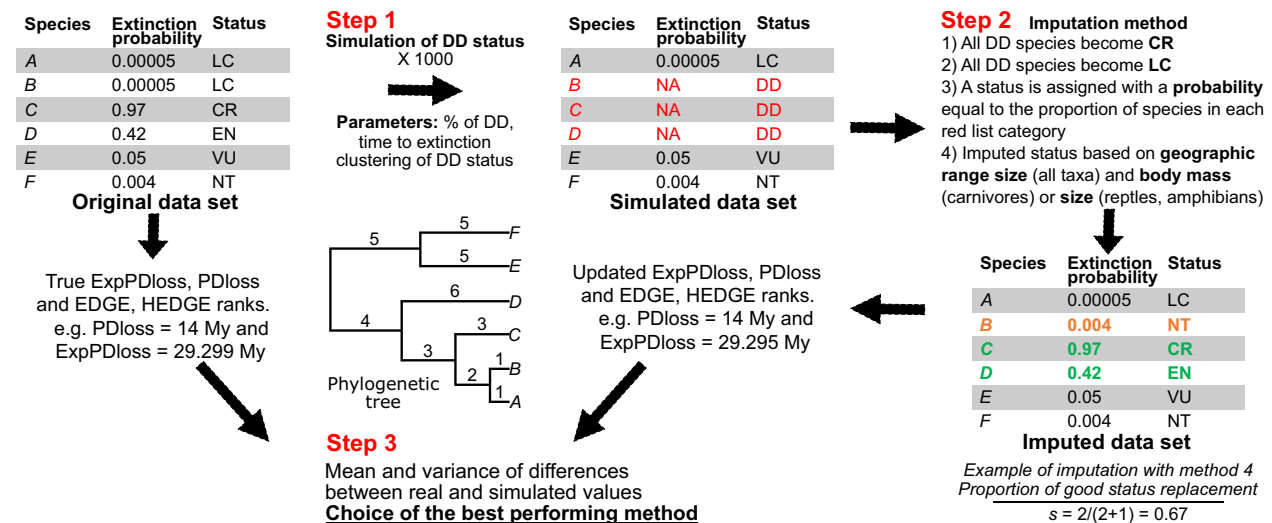 Species Extinction probability Status
A 0.00005 LC
B 0.00005 LC
C 0.97 CR
D 0.42 EN
E 0.05 VU
F 0.004 NT
Original data set
Step 1
Simulation of DD status
X 1000
Parameters: % of DD,
time to extinction
clustering of DD status
Species Extinction probability Status
A 0.00005 LC
B NA DD
C NA DD
D NA DD
E 0.05 VU
F 0.004 NT
Simulated data set
Step 2 Imputation method
1) All DD species become CR
2) All DD species become LC
3) A status is assigned with a probability
equal to the proportion of species in each
red list category
4) Imputed status based on geographic
range size (all taxa) and body mass
(carnivores) or size (reptles, amphibians)
True ExpPDloss, PDloss
and EDGE, HEDGE ranks.
e.g. PDloss = 14 My and
ExpPDloss = 29.299 My
5
5
F
5
E
6
D
4
3
C
3
1
B
2
1
A
Phylogenetic
tree
Updated ExpPDloss, PDloss
and EDGE, HEDGE ranks.
e.g. PDloss = 14 My and
ExpPDloss = 29.295 My
Species Extinction probability Status
A 0.00005 LC
B 0.004 NT
C 0.97 CR
D 0.42 EN
E 0.05 VU
F 0.004 NT
Imputed data set
Example of imputation with method 4
Proportion of good status replacement
s = 2/(2+1) = 0.67
Step 3
Mean and variance of differences
between real and simulated values
Choice of the best performing method